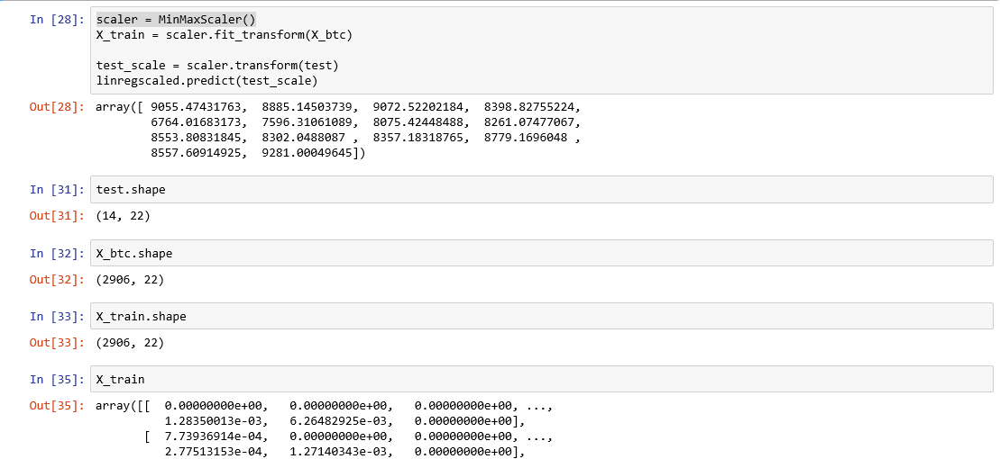 In [28]: scaler = MinMaxScaler()
X_train = scaler.fit_transform(X_btc)
test_scale = scaler.transform(test)
linregscaled.predict(test_scale)
Out[28]: array([ 9055.47431763, 8885.14503739, 9072.52202184, 8398.82755224,
6764.01683173, 7596.31061089, 8075.42448488, 8261.07477067,
8553.80831845, 8302.0488087 , 8357.18318765, 8779.1696048 ,
8557.60914925, 9281.00049645])
In [31]: test.shape
Out[31]: (14, 22)
In [32]: X_btc.shape
Out[32]: (2906, 22)
In [33]: X_train.shape
Out[33]: (2906, 22)
In [35]: X_train
Out[35]: array([[ 0.00000000e+00, 0.00000000e+00, 0.00000000e+00, ...,
1.28350013e-03, 6.26482925e-03, 0.00000000e+00],
[ 7.73936914e-04, 0.00000000e+00, 0.00000000e+00, ...,
2.77513153e-04, 1.27140343e-03, 0.00000000e+00],